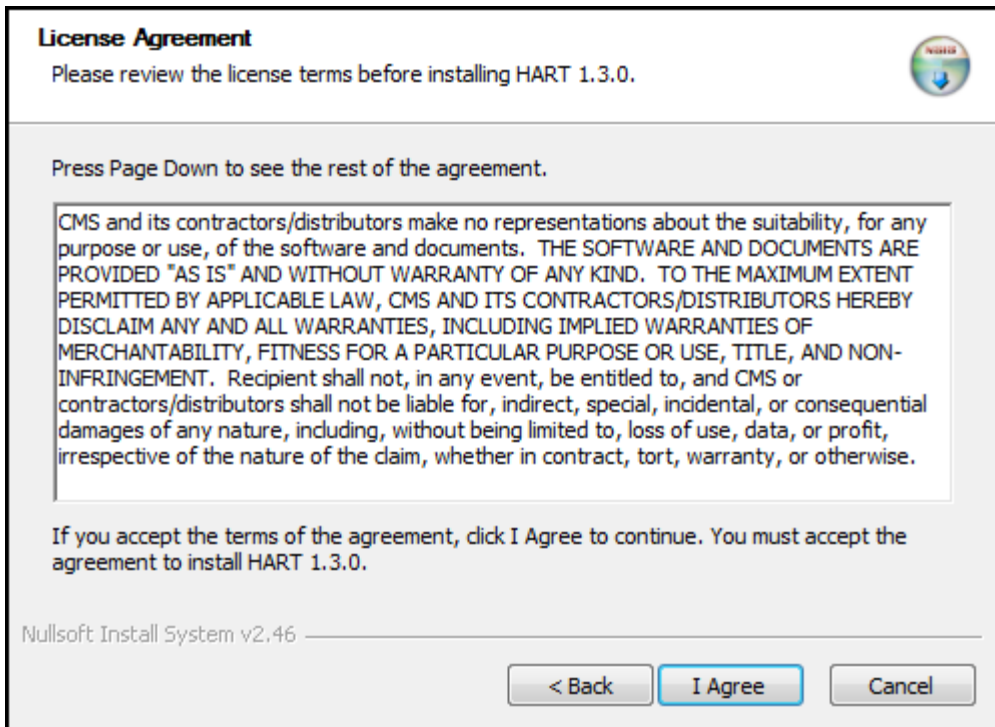 License Agreement
Please review the license terms before installing HART 1.3.0.
Press Page Down to see the rest of the agreement.
CMS and its contractors/distributors make no representations about the suitability, for any
purpose or use, of the software and documents.  THE SOFTWARE AND DOCUMENTS ARE
PROVIDED "AS IS" AND WITHOUT WARRANTY OF ANY KIND.  TO THE MAXIMUM EXTENT
PERMITTED BY APPLICABLE LAW, CMS AND ITS CONTRACTORS/DISTRIBUTORS HEREBY
DISCLAIM ANY AND ALL WARRANTIES, INCLUDING IMPLIED WARRANTIES OF
MERCHANTABILITY, FITNESS FOR A PARTICULAR PURPOSE OR USE, TITLE, AND NON-
INFRINGEMENT.  Recipient shall not, in any event, be entitled to, and CMS or
contractors/distributors shall not be liable for, indirect, special, incidental, or consequential
damages of any nature, including, without being limited to, loss of use, data, or profit,
irrespective of the nature of the claim, whether in contract, tort, warranty, or otherwise.
If you accept the terms of the agreement, click I Agree to continue. You must accept the
agreement to install HART 1.3.0.
Nullsoft Install System v2.46
< Back
I Agree
Cancel